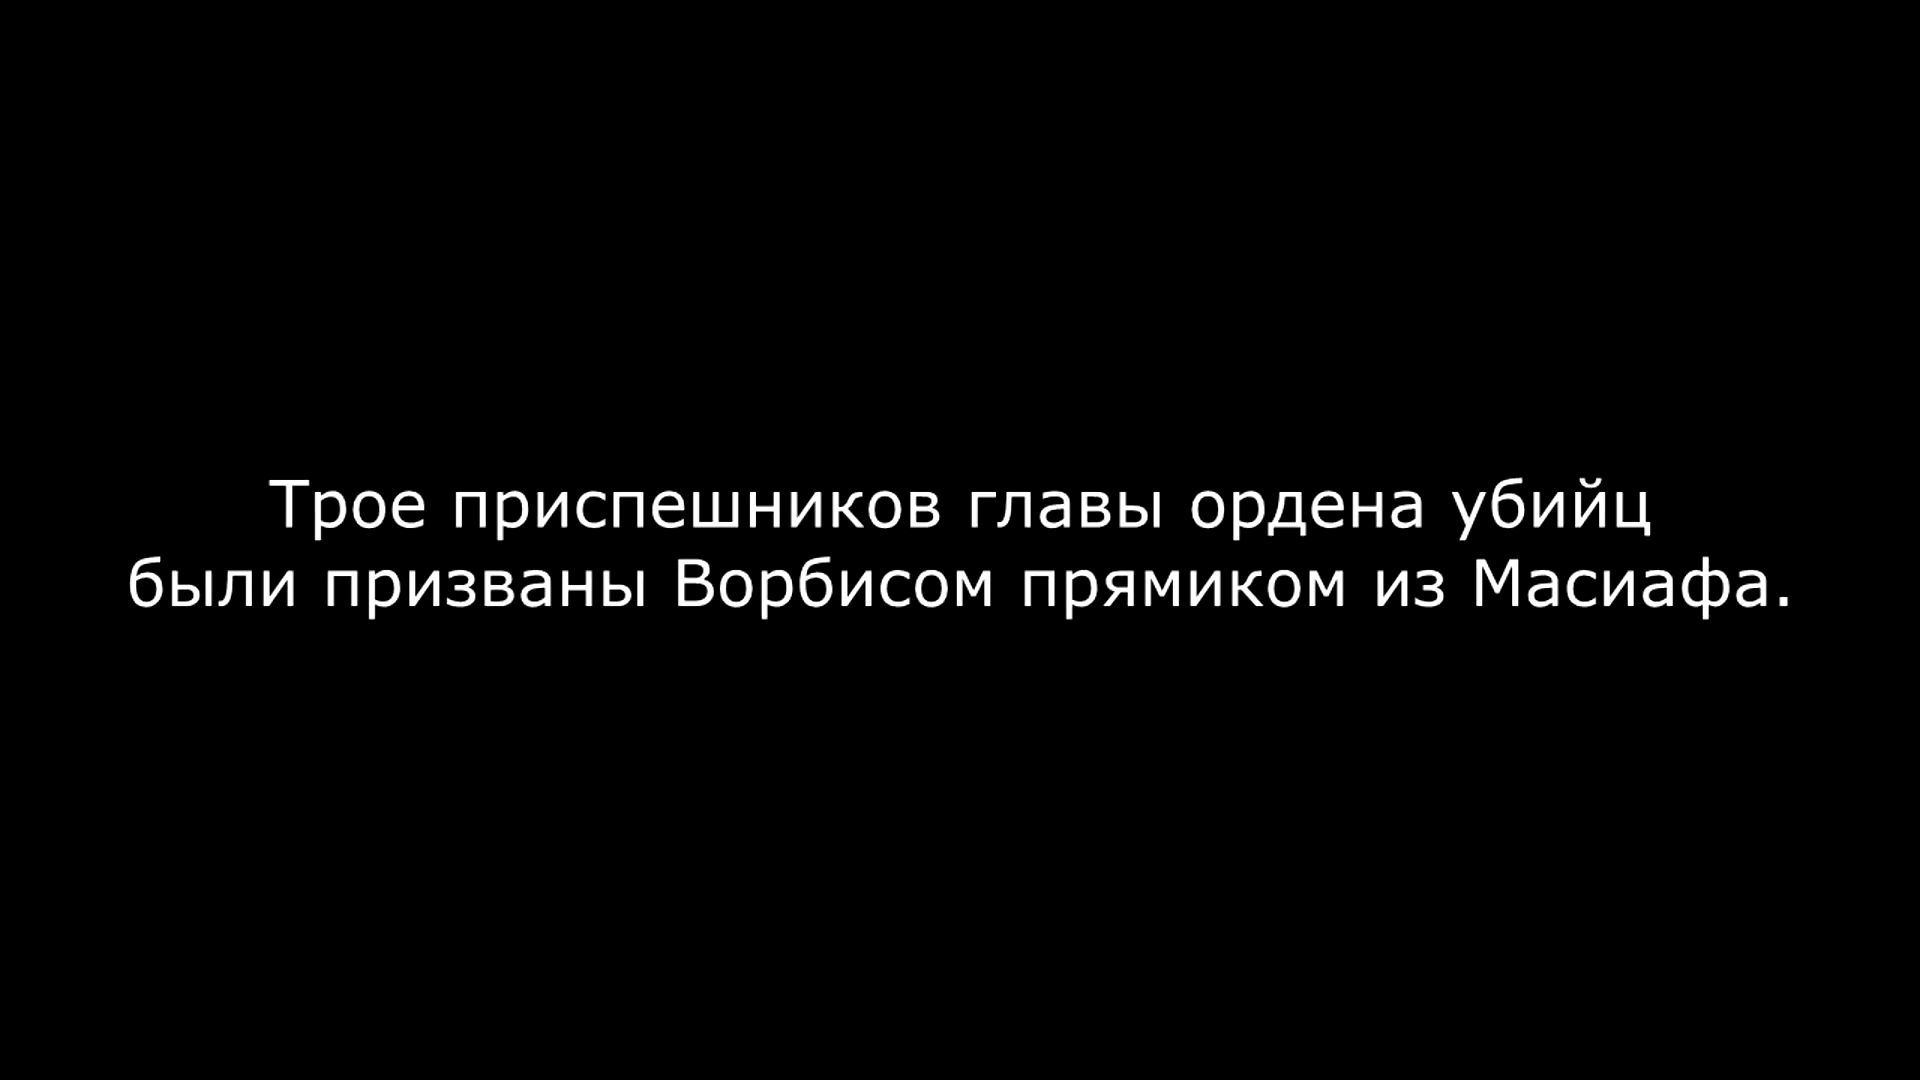 Трое приспешников главы ордена убийц
были призваны Ворбисом прямиком из Масиафа.